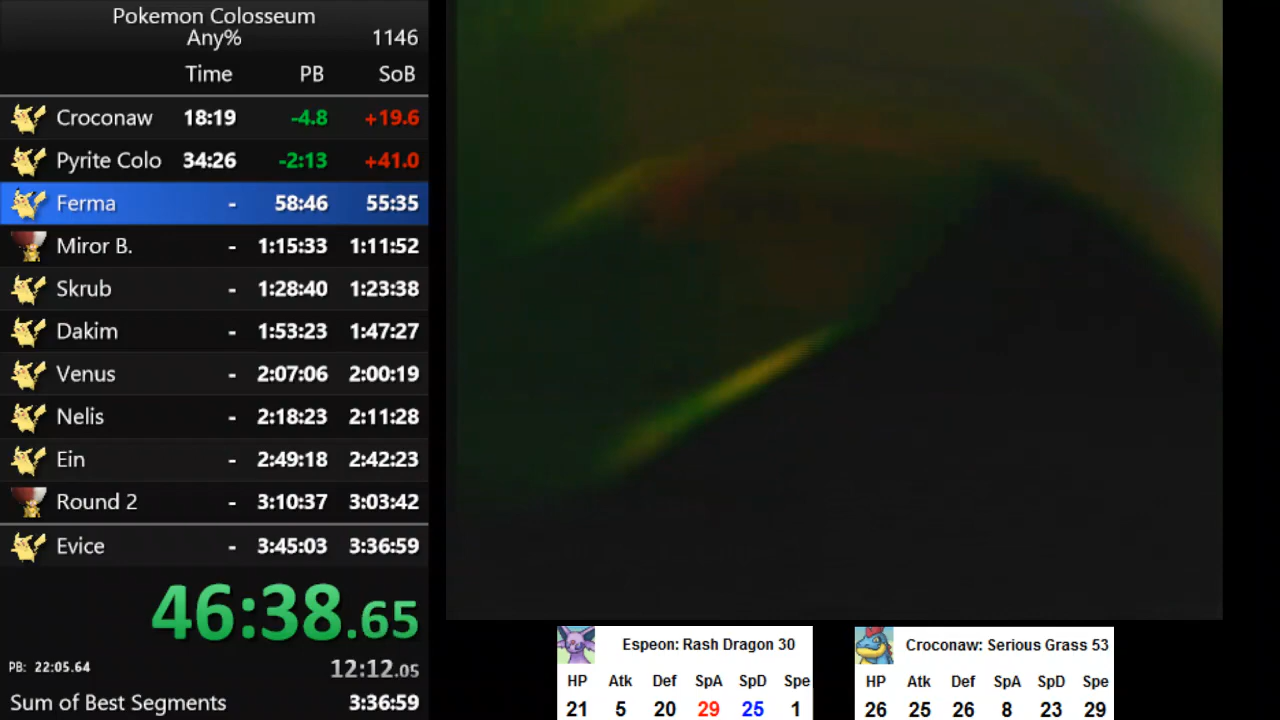 Pokemon Colosseum
Any% 1146
Time PB SoB
Croconaw 18:19 -4.8 +19.6
Pyrite Colo 34:26 -2:13 +41.0
Ferma - 58:46 55:35
Miror B. - 1:15:33 1:11:52
Skrub - 1:28:40 1:23:38
Dakim - 1:53:23 1:47:27
Venus - 2:07:06 2:00:19
Nelis - 2:18:23 2:11:28
Ein - 2:49:18 2:42:23
Round 2 - 3:10:37 3:03:42
Evice - 3:45:03 3:36:59
46:38.65
PB: 22:05.64 12:12.05
Sum of Best Segments 3:36:59
Espeon: Rash Dragon 30
HP Atk Def SpA SpD Spe
21 5 20 29 25 1
Croconaw: Serious Grass 53
HP Atk Def SpA SpD Spe
26 25 26 8 23 29